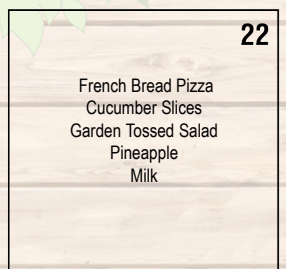 22
French Bread Pizza
Cucumber Slices
Garden Tossed Salad
Pineapple
Milk